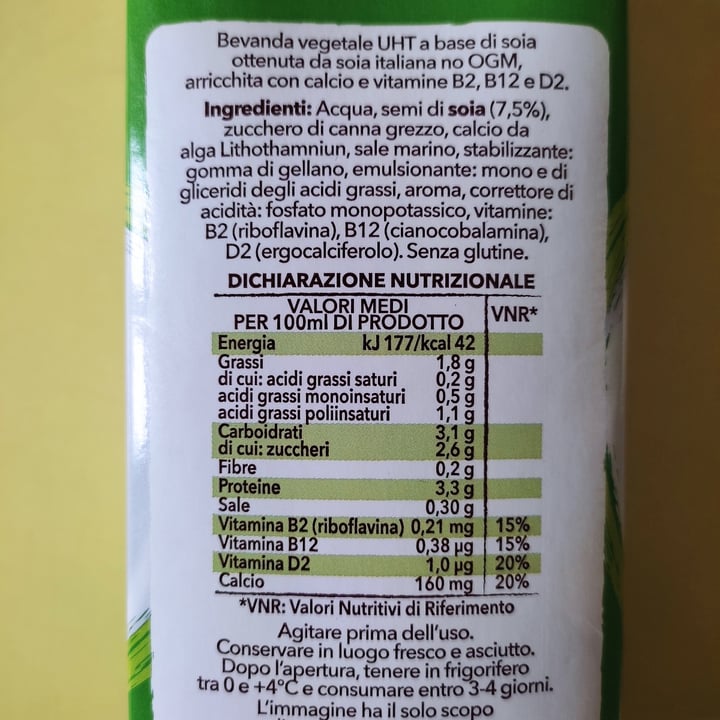 Bevanda vegetale UHT a base di soia
ottenuta da soia italiana no OGM,
arricchita con calcio e vitamine B2, B12 e D2.
Ingredienti: Acqua, semi di soia (7,5%),
zucchero di canna grezzo, calcio da
alga Lithothamniun, sale marino, stabilizzante:
gomma di gellano, emulsionante: mono e di
gliceridi degli acidi grassi, aroma, correttore di
acidità: fosfato monopotassico, vitamine:
B2 (riboflavina), B12 (cianocobalamina),
D2 (ergocalciferolo). Senza glutine.
DICHIARAZIONE NUTRIZIONALE
VALORI MEDI
PER 100ml DI PRODOTTO VNR*
Energia kJ 177/kcal 42
Grassi 1,8 g
di cui: acidi grassi saturi 0,2 g
acidi grassi monoinsaturi 0,5 g
acidi grassi poliinsaturi 1,1 g
Carboidrati 3,1 g
di cui: zuccheri 2,6 g
Fibre 0,2 g
Proteine 3,3 g
Sale 0,30 g
Vitamina B2 (riboflavina) 0,21 mg 15%
Vitamina B12 0,38 µg 15%
Vitamina D2 1,0 µg 20%
Calcio 160 mg 20%
*VNR: Valori Nutritivi di Riferimento
Agitare prima dell'uso.
Conservare in luogo fresco e asciutto.
Dopo l'apertura, tenere in frigorifero
tra 0 e +4°C e consumare entro 3-4 giorni.
L'immagine ha il solo scopo